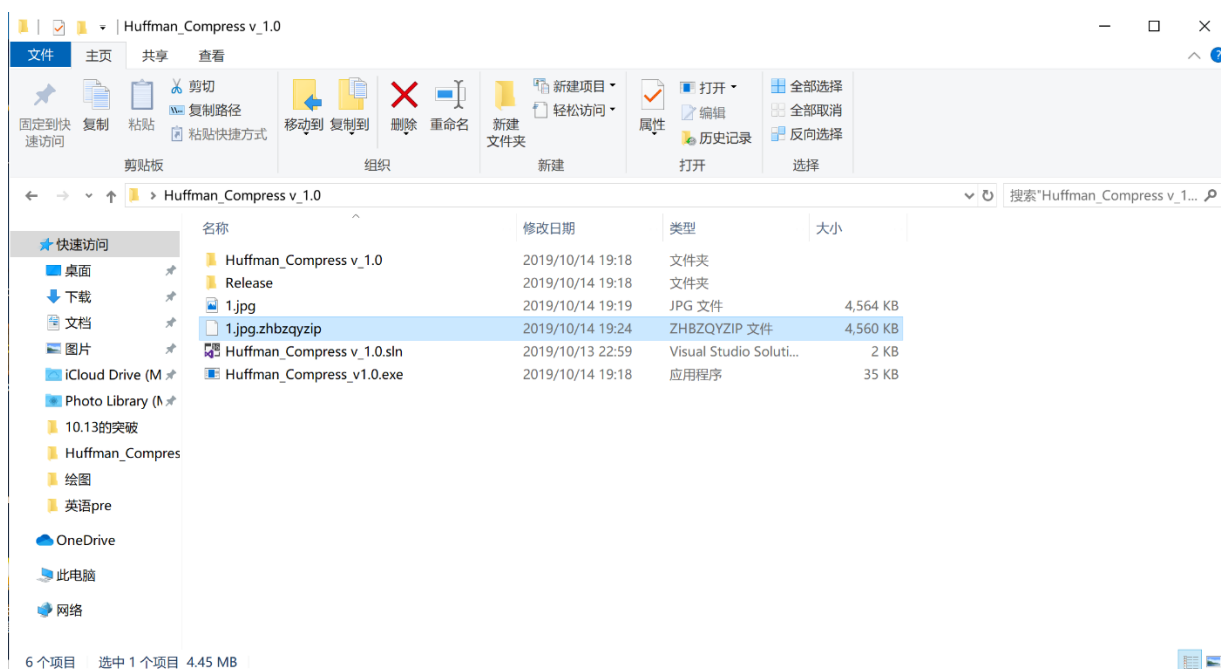 Huffman_Compress v_1.0
文件 主页 共享 查看
固定到快速访问
复制
粘贴
剪切
复制路径
粘贴快捷方式
剪贴板
移动到 复制到 删除 重命名
组织
新建文件夹
新建项目
轻松访问
新建
属性
打开
编辑
历史记录
打开
全部选择
全部取消
反向选择
选择
Huffman_Compress v_1.0
搜索"Huffman_Compress v_1...
名称 修改日期 类型 大小
Huffman_Compress v_1.0 2019/10/14 19:18 文件夹
Release 2019/10/14 19:18 文件夹
1.jpg 2019/10/14 19:19 JPG 文件 4,564 KB
1.jpg.zhbzqyzip 2019/10/14 19:24 ZHBZQYZIP 文件 4,560 KB
Huffman_Compress v_1.0.sln 2019/10/13 22:59 Visual Studio Soluti... 2 KB
Huffman_Compress_v1.0.exe 2019/10/14 19:18 应用程序 35 KB
快速访问
桌面
下载
文档
图片
iCloud Drive (M
Photo Library (M
10.13的突破
Huffman_Compres
绘图
英语pre
OneDrive
此电脑
网络
6 个项目 选中 1 个项目 4.45 MB